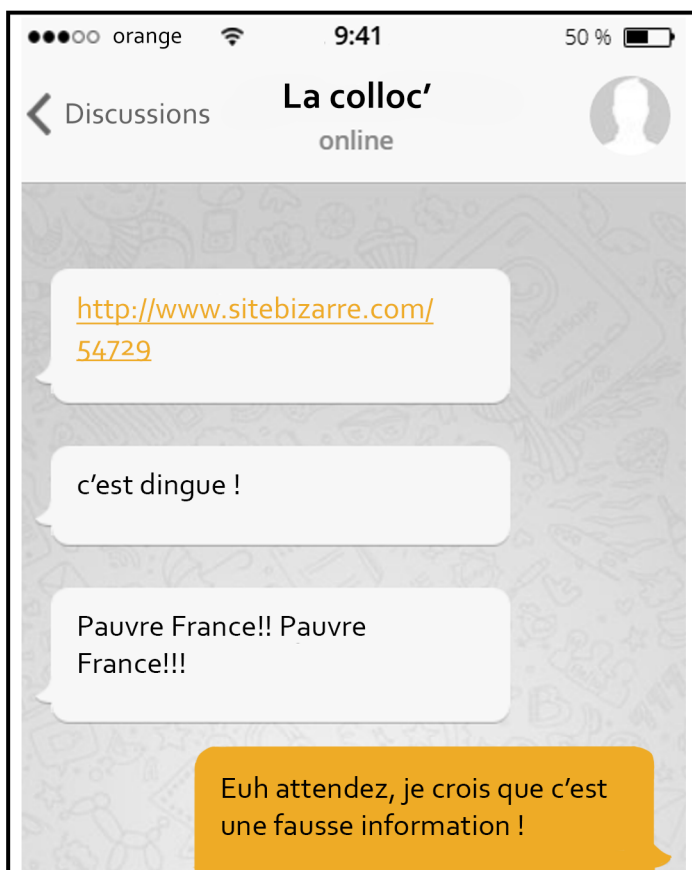 orange 9:41 50 %
Discussions
La colloc’
online
http://www.sitebizarre.com/
54729
c’est dingue !
Pauvre France!! Pauvre
France!!!
Euh attendez, je crois que c’est
une fausse information !